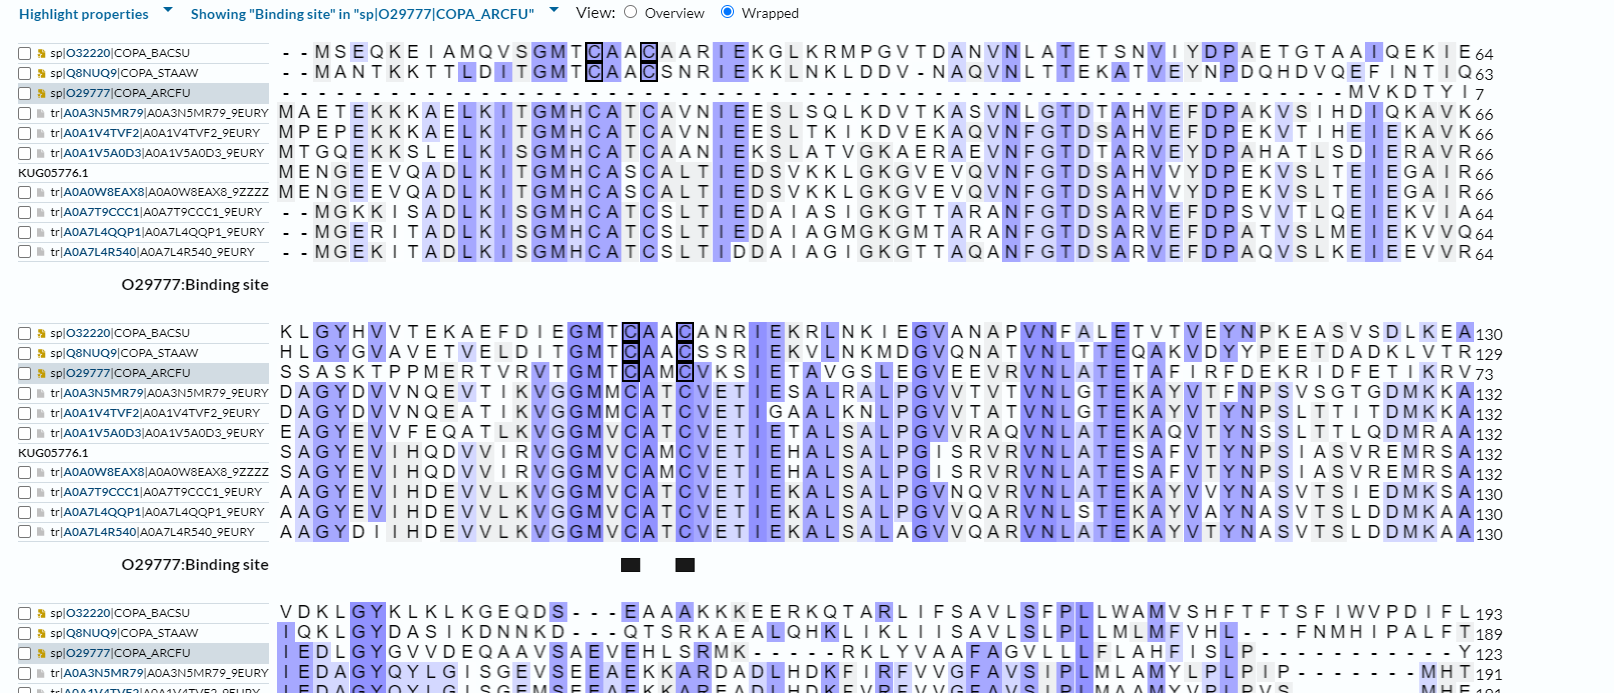 Highlight properties Showing "Binding site" in "sp|O29777|COPA_ARCFU" View: Overview Wrapped
sp|O32220|COPA_BACSU --MSEQKEIAMQVSGMTCAACAARIEKGLKRMPGVTDANVNLATETSNVIYDPAETGTAAIQEKIE 64
sp|Q8NUQ9|COPA_STAAW --MANTKKTTLDITGMTCAACSNRIEKKLNKLDDV-NAQVNLTTEKATVEYNPDQHDVQEFINTIQ 63
sp|O29777|COPA_ARCFU -----------------------------------------------------------MVKDTYI 7
tr|A0A3N5MR79|A0A3N5MR79_9EURY MAETEKKKAELKITGMHCATCAVNIEESLSQLKDVTKASVNLGTDTAHVEFDPAKVSIHDIQKAVK 66
tr|A0A1V4TVF2|A0A1V4TVF2_9EURY MPEPEKKKAELKITGMHCATCAVNIEESLTKIKDVEKAQVNFGTDSAHVEFDPEKVTIHEIEKAVK 66
tr|A0A1V5A0D3|A0A1V5A0D3_9EURY MTGQEKKSLELKISGMHCATCAANIEKSLATVGKAERAEVNFGTDTARVEYDPAHATLSDIERAVR 66
KUG05776.1 MENGEEVQADLKISGMHCASCALTIEDSVKKLGKVEQVQVNFGTDSAHVVYDPEKVSLTEIEGAIR 66
tr|A0A0W8EAX8|A0A0W8EAX8_9ZZZZ MENGEEVQADLKISGMHCASCALTIEDSVKKLGKVEQVQVNFGTDSAHVVYDPEKVSLTEIEGAIR 66
tr|A0A7T9CCC1|A0A7T9CCC1_9EURY --MGKKISADLKISGMHCATCSLTIEDAIASIGKGTTARANFGTDSARVEFDPSVVTLQEIEKVIA 64
tr|A0A7L4QQP1|A0A7L4QQP1_9EURY --MGERITADLKISGMHCATCSLTIEDAIAGMGKGMTARANFGTDSARVEFDPATVSLMEIEKVVQ 64
tr|A0A7L4R540|A0A7L4R540_9EURY --MGEKITADLKISGMHCATCSLTIDDAIAGIGKGTTAQANFGTDSARVEFDPAQVSLKEIEEVVR 64
O29777:Binding site
sp|O32220|COPA_BACSU KLGYHVVTEKAEFDIEGMTCAACANRIEKRLNKIEGVANAPVNFALETVTVEYNPKEASVSDLKEA 130
sp|Q8NUQ9|COPA_STAAW HLGYGVAVETVELDITGMTCAACSSRIEKVLNKMDGVQNATVNLTTEQAKVDYYPEETDADKLVTR 129
sp|O29777|COPA_ARCFU SSASKTPPMERTVRVTGMTCAMCVKSIETAVGSLEGVEEVRVNLATETAFIRFDEKRIDFETIKRV 73
tr|A0A3N5MR79|A0A3N5MR79_9EURY DAGYDVVNQEVTIKVGGMMCATCVETIESALRALPGVVTVTVNLGTEKAYVTFNPSVSGTGDMKKA 132
tr|A0A1V4TVF2|A0A1V4TVF2_9EURY DAGYDVVNQEATIKVGGMMCATCVETIGAALKNLPGVVTATVNLGTEKAYVTYNPSLTTITDMKKA 132
tr|A0A1V5A0D3|A0A1V5A0D3_9EURY EAGYEVVFEQATLKVGGMVCATCVETIETALSALPGVVRAQVNLATEKAQVTYNSSLTTLQDMRAA 132
KUG05776.1 SAGYEVIHQDVVIRVGGMVCAMCVETIEHALSALPGISRVRVNLATESAFVTYNPSIASVREMRSA 132
tr|A0A0W8EAX8|A0A0W8EAX8_9ZZZZ SAGYEVIHQDVVIRVGGMVCAMCVETIEHALSALPGISRVRVNLATESAFVTYNPSIASVREMRSA 132
tr|A0A7T9CCC1|A0A7T9CCC1_9EURY AAGYEVIHDEVVLKVGGMVCATCVETIEKALSALPGVNQVRVNLATEKAYVVYNASVTSIEDMKSA 130
tr|A0A7L4QQP1|A0A7L4QQP1_9EURY AAGYEVIHDEVVLKVGGMVCATCVETIEKALSALPGVVQARVNLSTEKAYVAYNASVTSLDDMKAA 130
tr|A0A7L4R540|A0A7L4R540_9EURY AAGYDIIHDEVVLKVGGMVCATCVETIEKALSALAGVVQARVNLATEKAYVTYNASVTSLDDMKAA 130
O29777:Binding site
sp|O32220|COPA_BACSU VDKLGYKLKLKGEQDS---EAAAKKKEERKQTARLIFSAVLSFPLLWAMVSHFTFTSFIWVPDIFL 193
sp|Q8NUQ9|COPA_STAAW IQKLGYDASIKDNNKD---QTSRKAEALQHKLIKLIISAVLSLPLLMLMFVHL---FNMHIPALFT 189
sp|O29777|COPA_ARCFU IEDLGYGVVDEQAAVSAEVEHLSRMK-----RKLYVAAFAGVLLLFLAHFISLP-----------Y 123
tr|A0A3N5MR79|A0A3N5MR79_9EURY IEDAGYQYLGISGEVSEEAEKKARDADLHDKFIRFVVGFAVSIPLMLAMYLPLPIP--------MHT 191